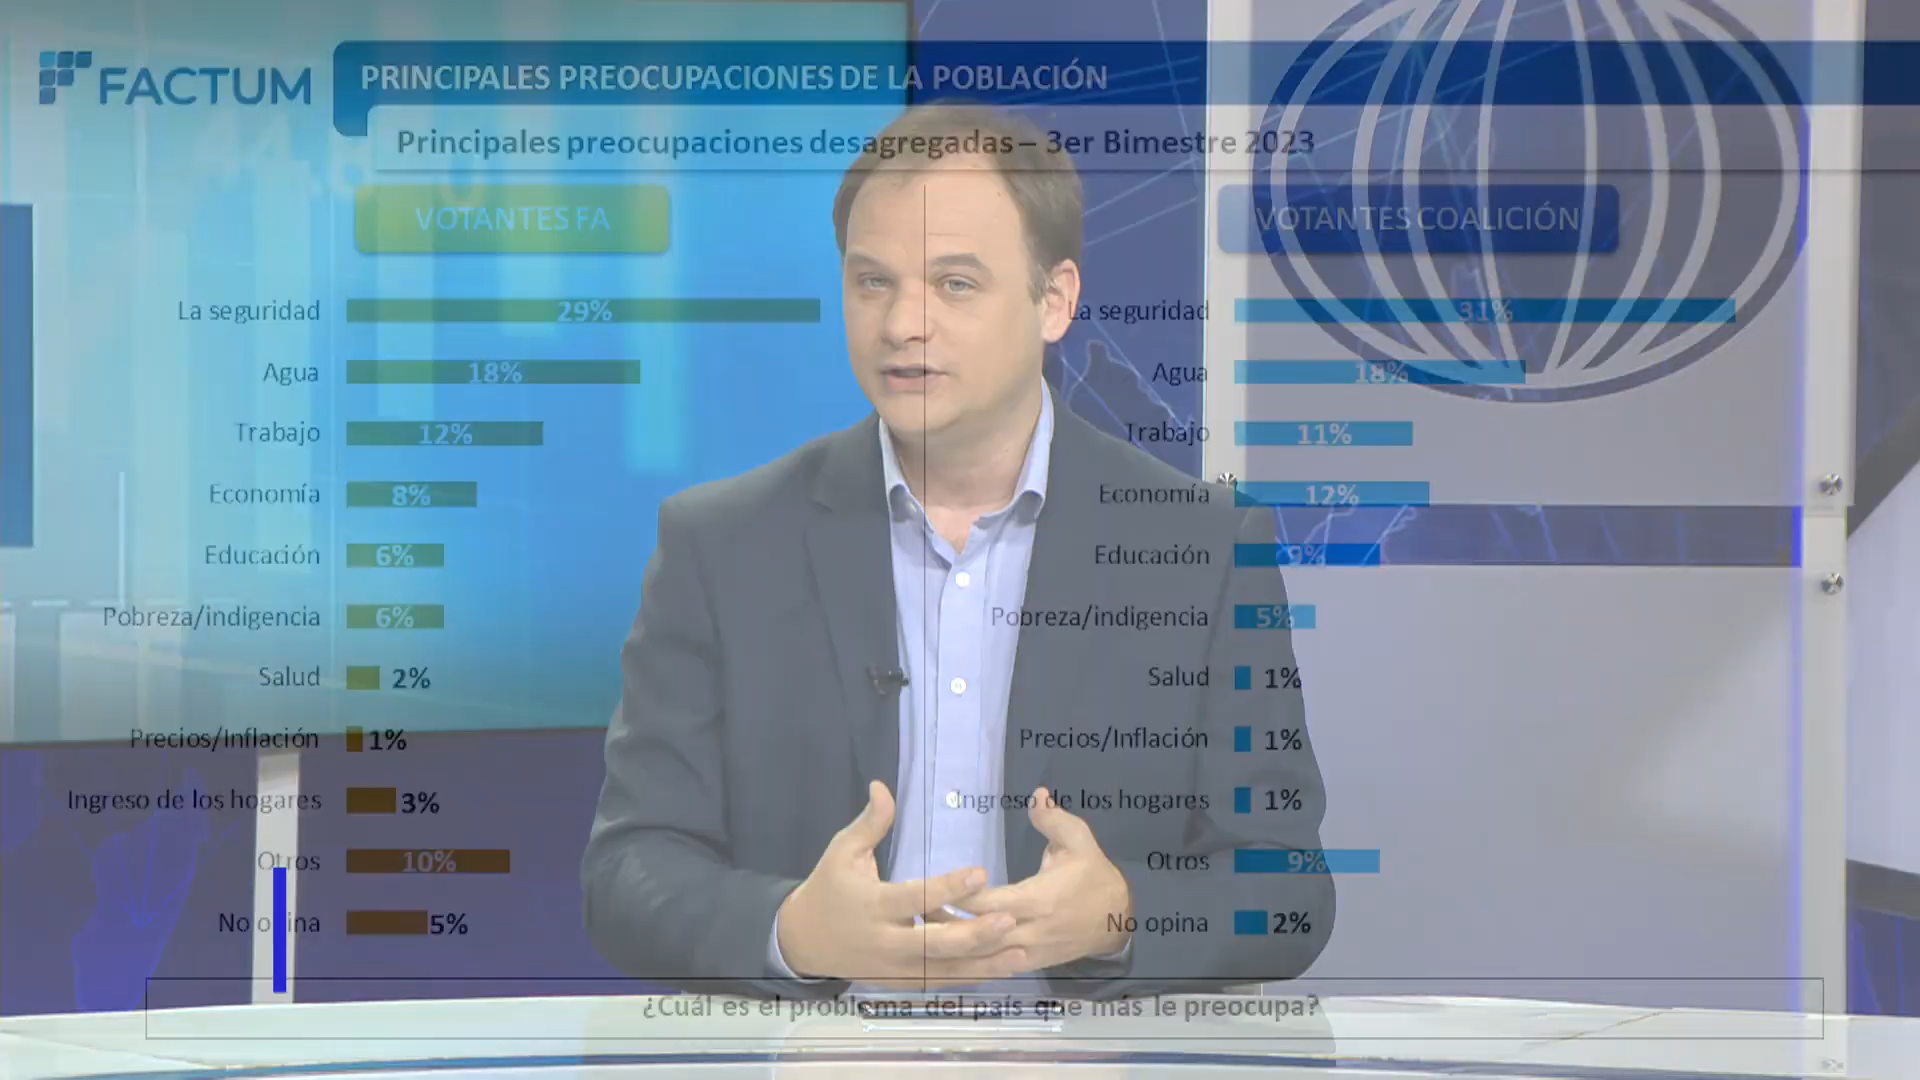 FACTUM
PRINCIPALES PREOCUPACIONES DE LA POBLACIÓN
Principales preocupaciones desagregadas – 3er Bimestre 2023
VOTANTES FA
La seguridad 29%
Agua 18%
Trabajo 12%
Economía 8%
Educación 6%
Pobreza/indigencia 6%
Salud 2%
Precios/Inflación 1%
Ingreso de los hogares 3%
Otros 10%
No opina 5%
VOTANTES COALICIÓN
La seguridad 31%
Agua 18%
Trabajo 11%
Economía 12%
Educación 9%
Pobreza/indigencia 5%
Salud 1%
Precios/Inflación 1%
Ingreso de los hogares 1%
Otros 9%
No opina 2%
¿Cuál es el problema del país que más le preocupa?